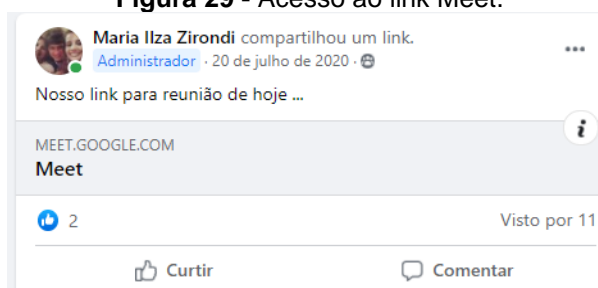 Figura 29 - Acesso ao link Meet.
Maria Ilza Zirondi compartilhou um link.
Administrador · 20 de julho de 2020 ·
Nosso link para reunião de hoje ...
MEET.GOOGLE.COM
Meet
2
Visto por 11
Curtir
Comentar